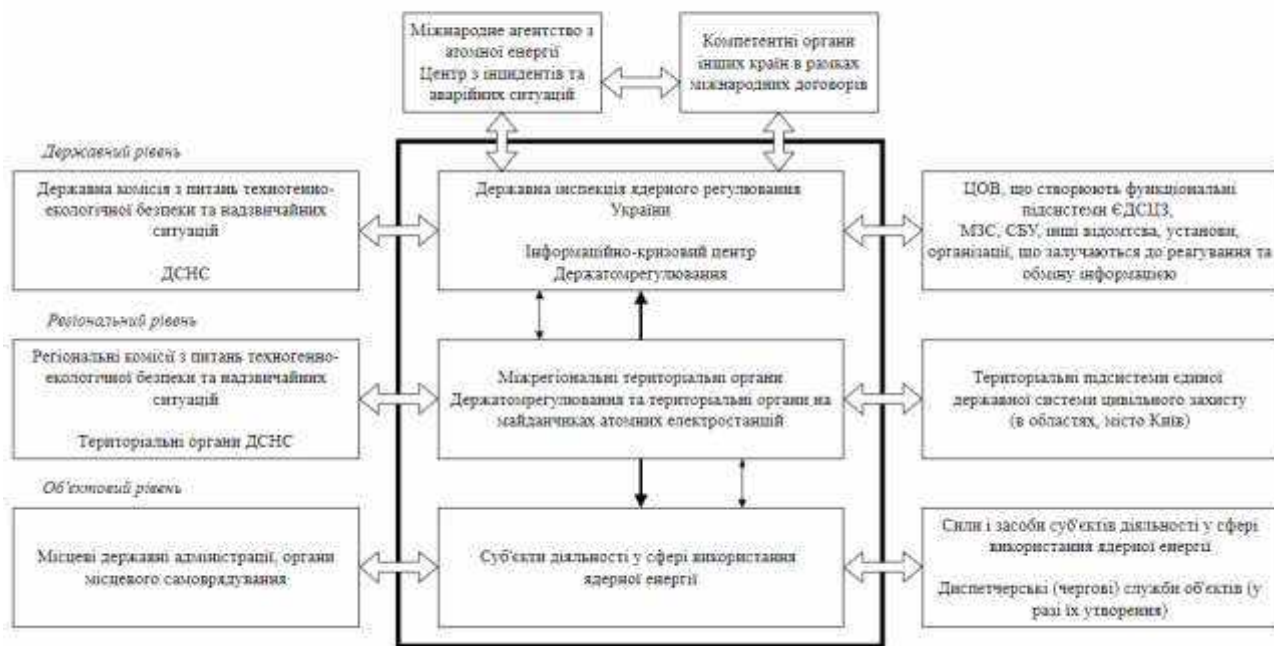 Міжнародне агентство з
атомної енергії
Центр з інцидентів та
аварійних ситуацій
Компетентні органи
інших країн в рамках
міжнародних договорів
Державний рівень
Державна комісія з питань техногенно-
екологічної безпеки та надзвичайних
ситуацій
ДСНС
Державна інспекція ядерного регулювання
України
Інформаційно-кризовий центр
Держатомрегулювання
ЦОВ, що створюють функціональні
підсистеми ЄДСЦЗ,
МЗС, СБУ, інші відомтсва, установи,
організації, що залучаються до реагування та
обміну інформацією
Регіональний рівень
Регіональні комісії з питань техногенно-
екологічної безпеки та надзвичайних
ситуацій
Територіальні органи ДСНС
Міжрегіональні територіальні органи
Держатомрегулювання та територіальні органи на
майданчиках атомних електростанцій
Територіальні підсистеми єдиної
державної системи цивільного захисту
(в областях, місто Київ)
Об'єктовий рівень
Місцеві державні адміністрації, органи
місцевого самоврядування
Суб'єкти діяльності у сфері використання
ядерної енергії
Сили і засоби суб'єктів діяльності у сфері
використання ядерної енергії
Диспетчерські (чергові) служби об'єктів (у
разі їх утворення)